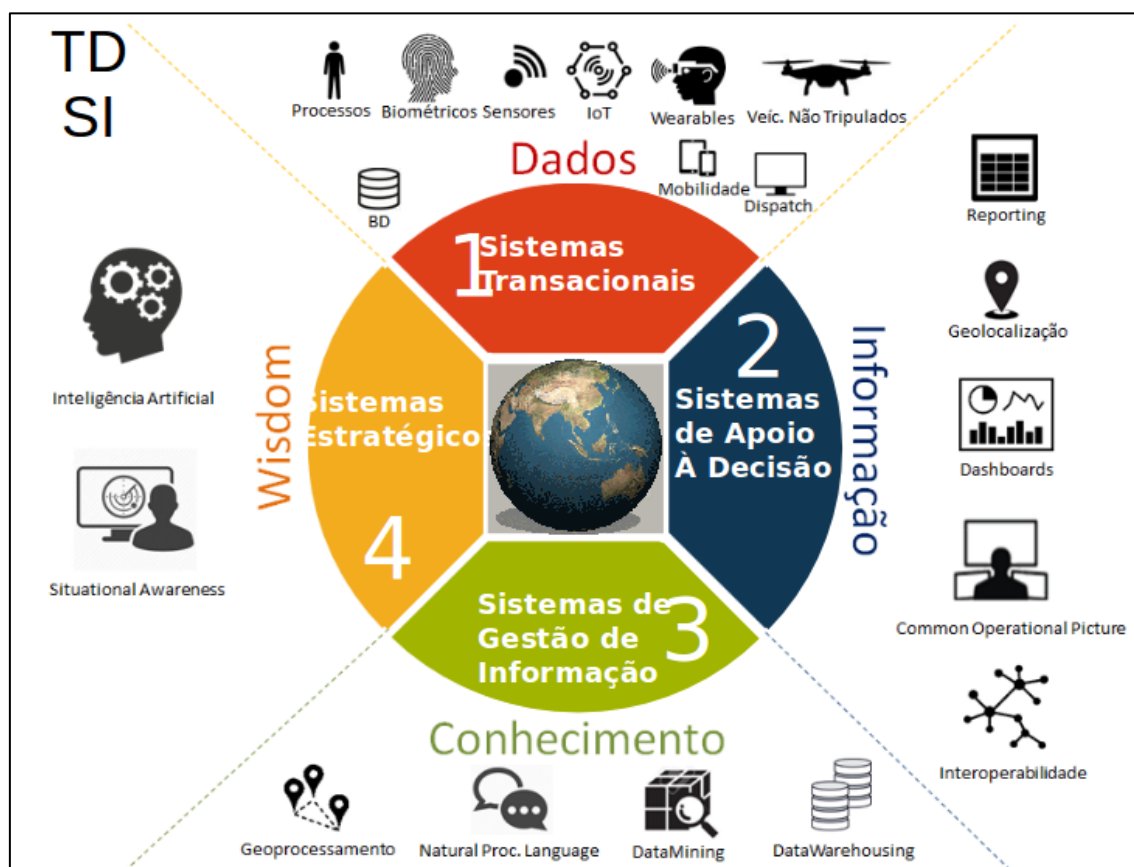 TD
SI
Processos
Biométricos
Sensores
IoT
Wearables
Veíc. Não Tripulados
Dados
Mobilidade
Dispatch
BD
1
Sistemas
Transacionais
Reporting
Geolocalização
Dashboards
Common Operational Picture
Interoperabilidade
Informação
2
Sistemas
de Apoio
À Decisão
3
Sistemas de
Gestão de
Informação
Conhecimento
Geoprocessamento
Natural Proc. Language
DataMining
DataWarehousing
4
Sistemas
Estratégicos
Wisdom
Inteligência Artificial
Situational Awareness